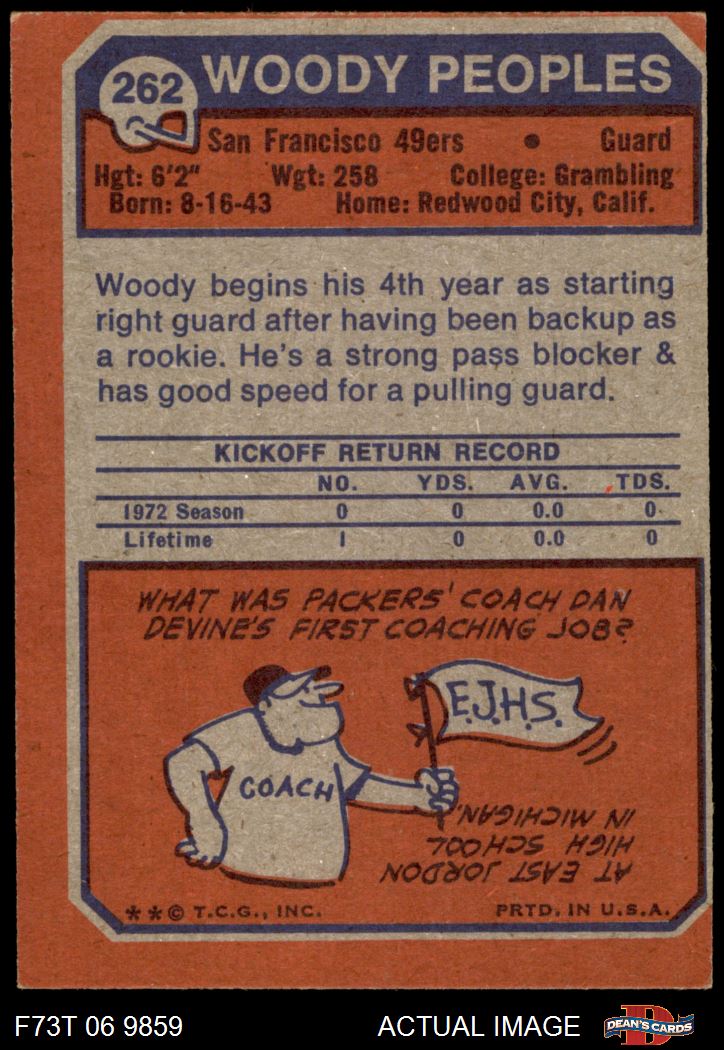 262 WOODY PEOPLES
San Francisco 49ers • Guard
Hgt: 6'2" Wgt: 258 College: Grambling
Born: 8-16-43 Home: Redwood City, Calif.
Woody begins his 4th year as starting
right guard after having been backup as
a rookie. He's a strong pass blocker &
has good speed for a pulling guard.
KICKOFF RETURN RECORD
NO. YDS. AVG. TDS.
1972 Season 0 0 0.0 0
Lifetime 1 0 0.0 0
WHAT WAS PACKERS' COACH DAN
DEVINE'S FIRST COACHING JOB?
E.J.H.S.
COACH
AT EAST JORDON
HIGH SCHOOL
IN MICHIGAN.
**© T.C.G., INC. PRTD. IN U.S.A.
F73T 06 9859 ACTUAL IMAGE D DEAN'S CARDS